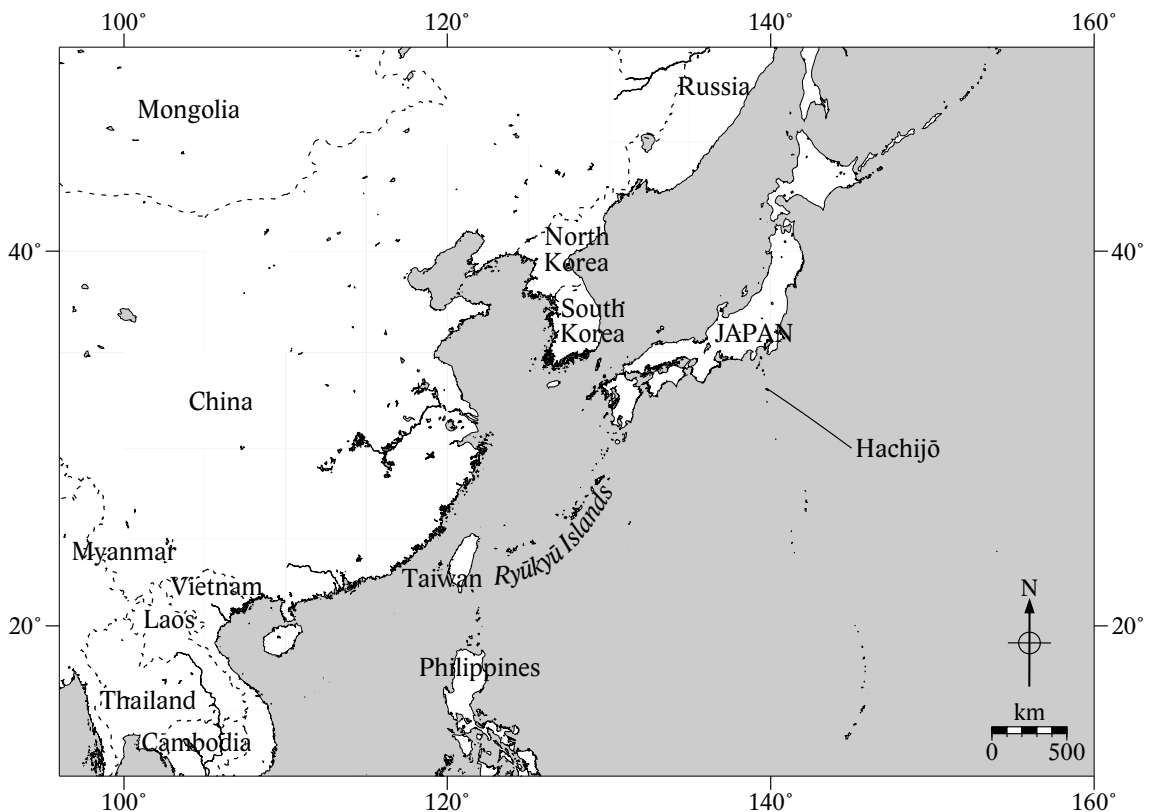 100˚ 120˚ 140˚ 160˚
Russia
Mongolia
40˚ 40˚
North
Korea
South
Korea
JAPAN
China
Hachijō
Ryūkyū Islands
Myanmar
Taiwan
Vietnam
N
Laos
20˚ 20˚
Philippines
Thailand
km
Cambodia
0 500
100˚ 120˚ 140˚ 160˚